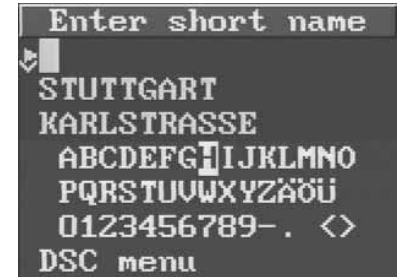 Enter short name
STUTTGART
KARLSTRASSE
ABCDEFGHIJKLMNO
PQRSTUVWXYZÄÖÜ
0123456789-. <>
DSC menu